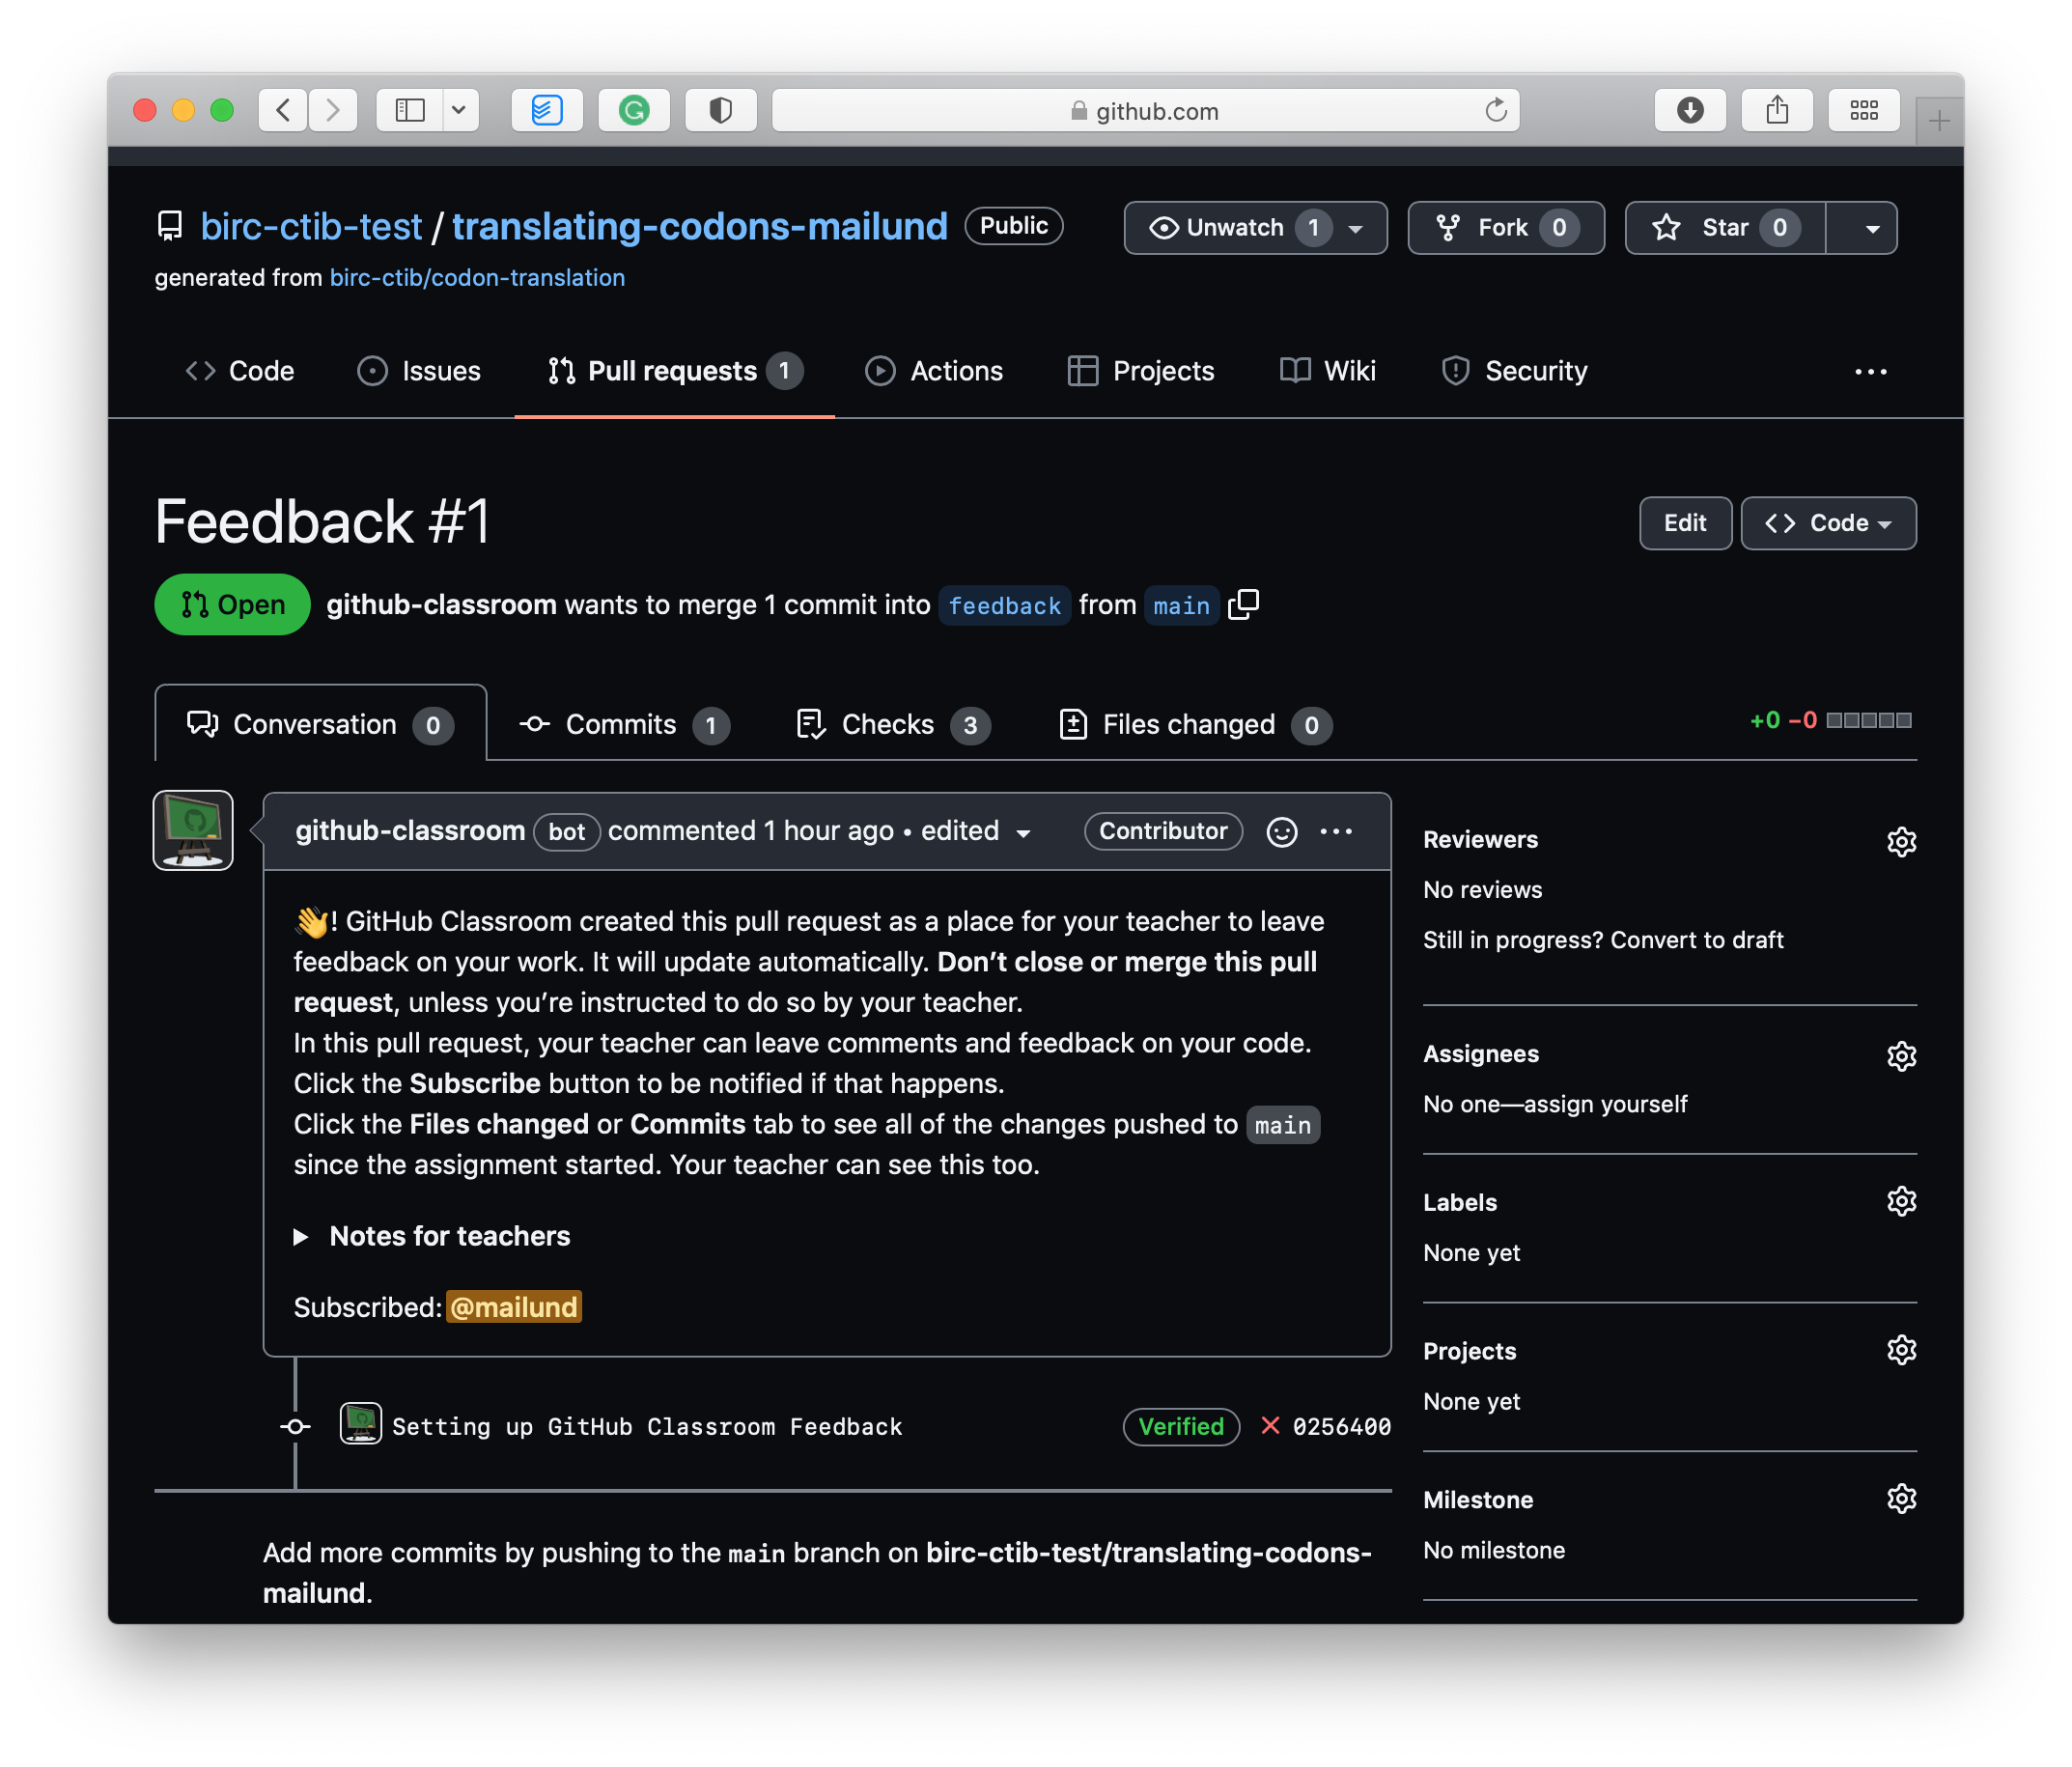 github.com
birc-ctib-test / translating-codons-mailund Public
Unwatch 1 Fork 0 Star 0
generated from birc-ctib/codon-translation
Code Issues Pull requests 1 Actions Projects Wiki Security
Feedback #1
Edit Code
Open github-classroom wants to merge 1 commit into feedback from main
Conversation 0 Commits 1 Checks 3 Files changed 0 +0 −0
github-classroom bot commented 1 hour ago • edited Contributor
👋! GitHub Classroom created this pull request as a place for your teacher to leave
feedback on your work. It will update automatically. Don’t close or merge this pull
request, unless you’re instructed to do so by your teacher.
In this pull request, your teacher can leave comments and feedback on your code.
Click the Subscribe button to be notified if that happens.
Click the Files changed or Commits tab to see all of the changes pushed to main
since the assignment started. Your teacher can see this too.
Notes for teachers
Subscribed: @mailund
Setting up GitHub Classroom Feedback Verified 0256400
Add more commits by pushing to the main branch on birc-ctib-test/translating-codons-
mailund.
Reviewers
No reviews
Still in progress? Convert to draft
Assignees
No one—assign yourself
Labels
None yet
Projects
None yet
Milestone
No milestone